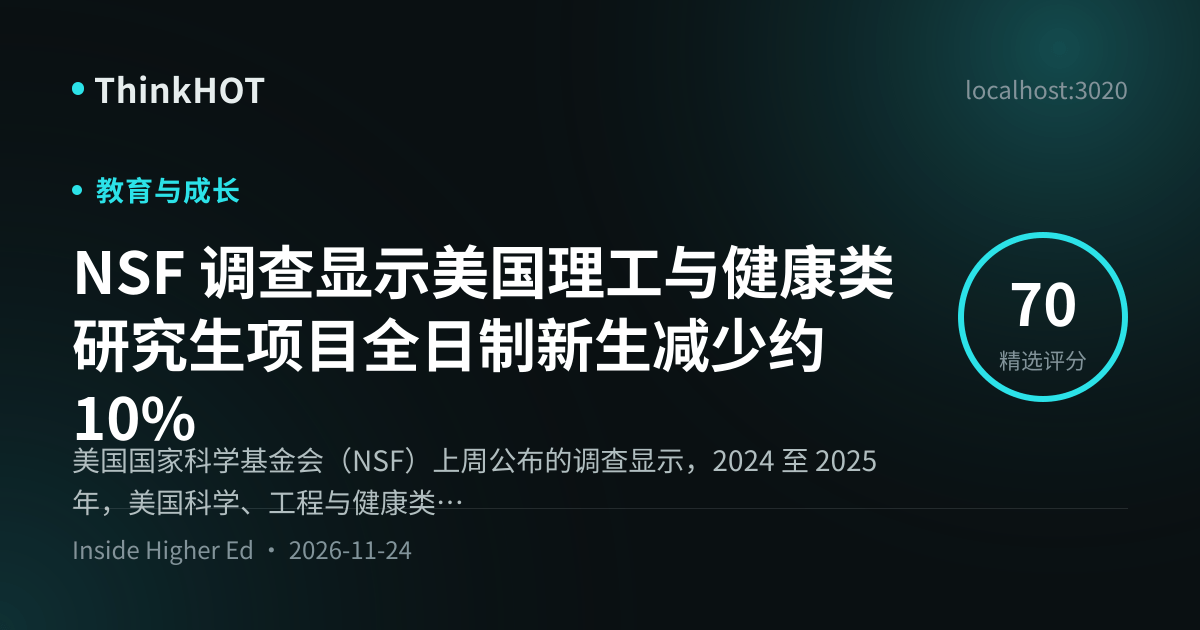 ThinkHOT
localhost:3020
教育与成长
NSF 调查显示美国理工与健康类
研究生项目全日制新生减少约
10%
70
精选评分
美国国家科学基金会（NSF）上周公布的调查显示，2024 至 2025
年，美国科学、工程与健康类…
Inside Higher Ed · 2026-11-24